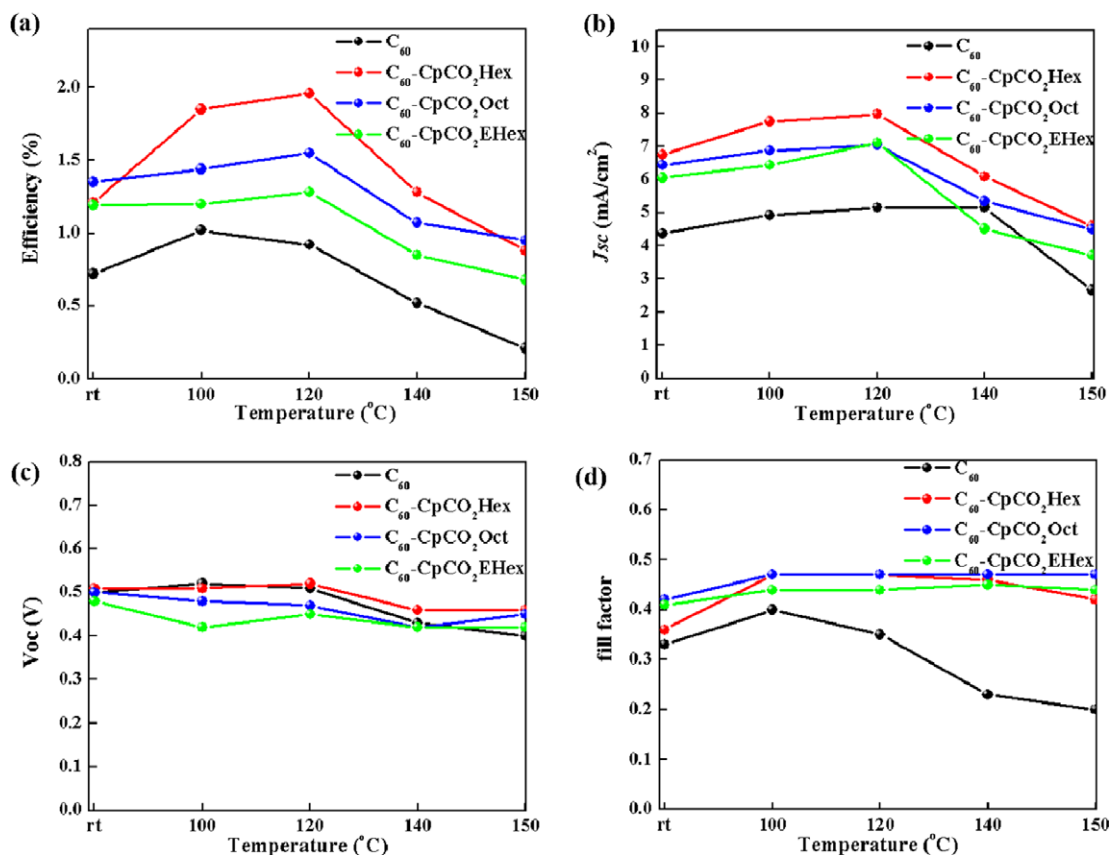 (a)
C60
C60-CpCO2Hex
C60-CpCO2Oct
C60-CpCO2EHex
2.0
1.5
1.0
0.5
0.0
Efficiency (%)
rt 100 120 140 150
Temperature (°C)
(b)
C60
C60-CpCO2Hex
C60-CpCO2Oct
C60-CpCO2EHex
10
9
8
7
6
5
4
3
2
1
0
Jsc (mA/cm2)
rt 100 120 140 150
Temperature (°C)
(c)
C60
C60-CpCO2Hex
C60-CpCO2Oct
C60-CpCO2EHex
0.8
0.7
0.6
0.5
0.4
0.3
0.2
0.1
0.0
Voc (V)
rt 100 120 140 150
Temperature (°C)
(d)
C60
C60-CpCO2Hex
C60-CpCO2Oct
C60-CpCO2EHex
0.7
0.6
0.5
0.4
0.3
0.2
0.1
0.0
fill factor
rt 100 120 140 150
Temperature (°C)